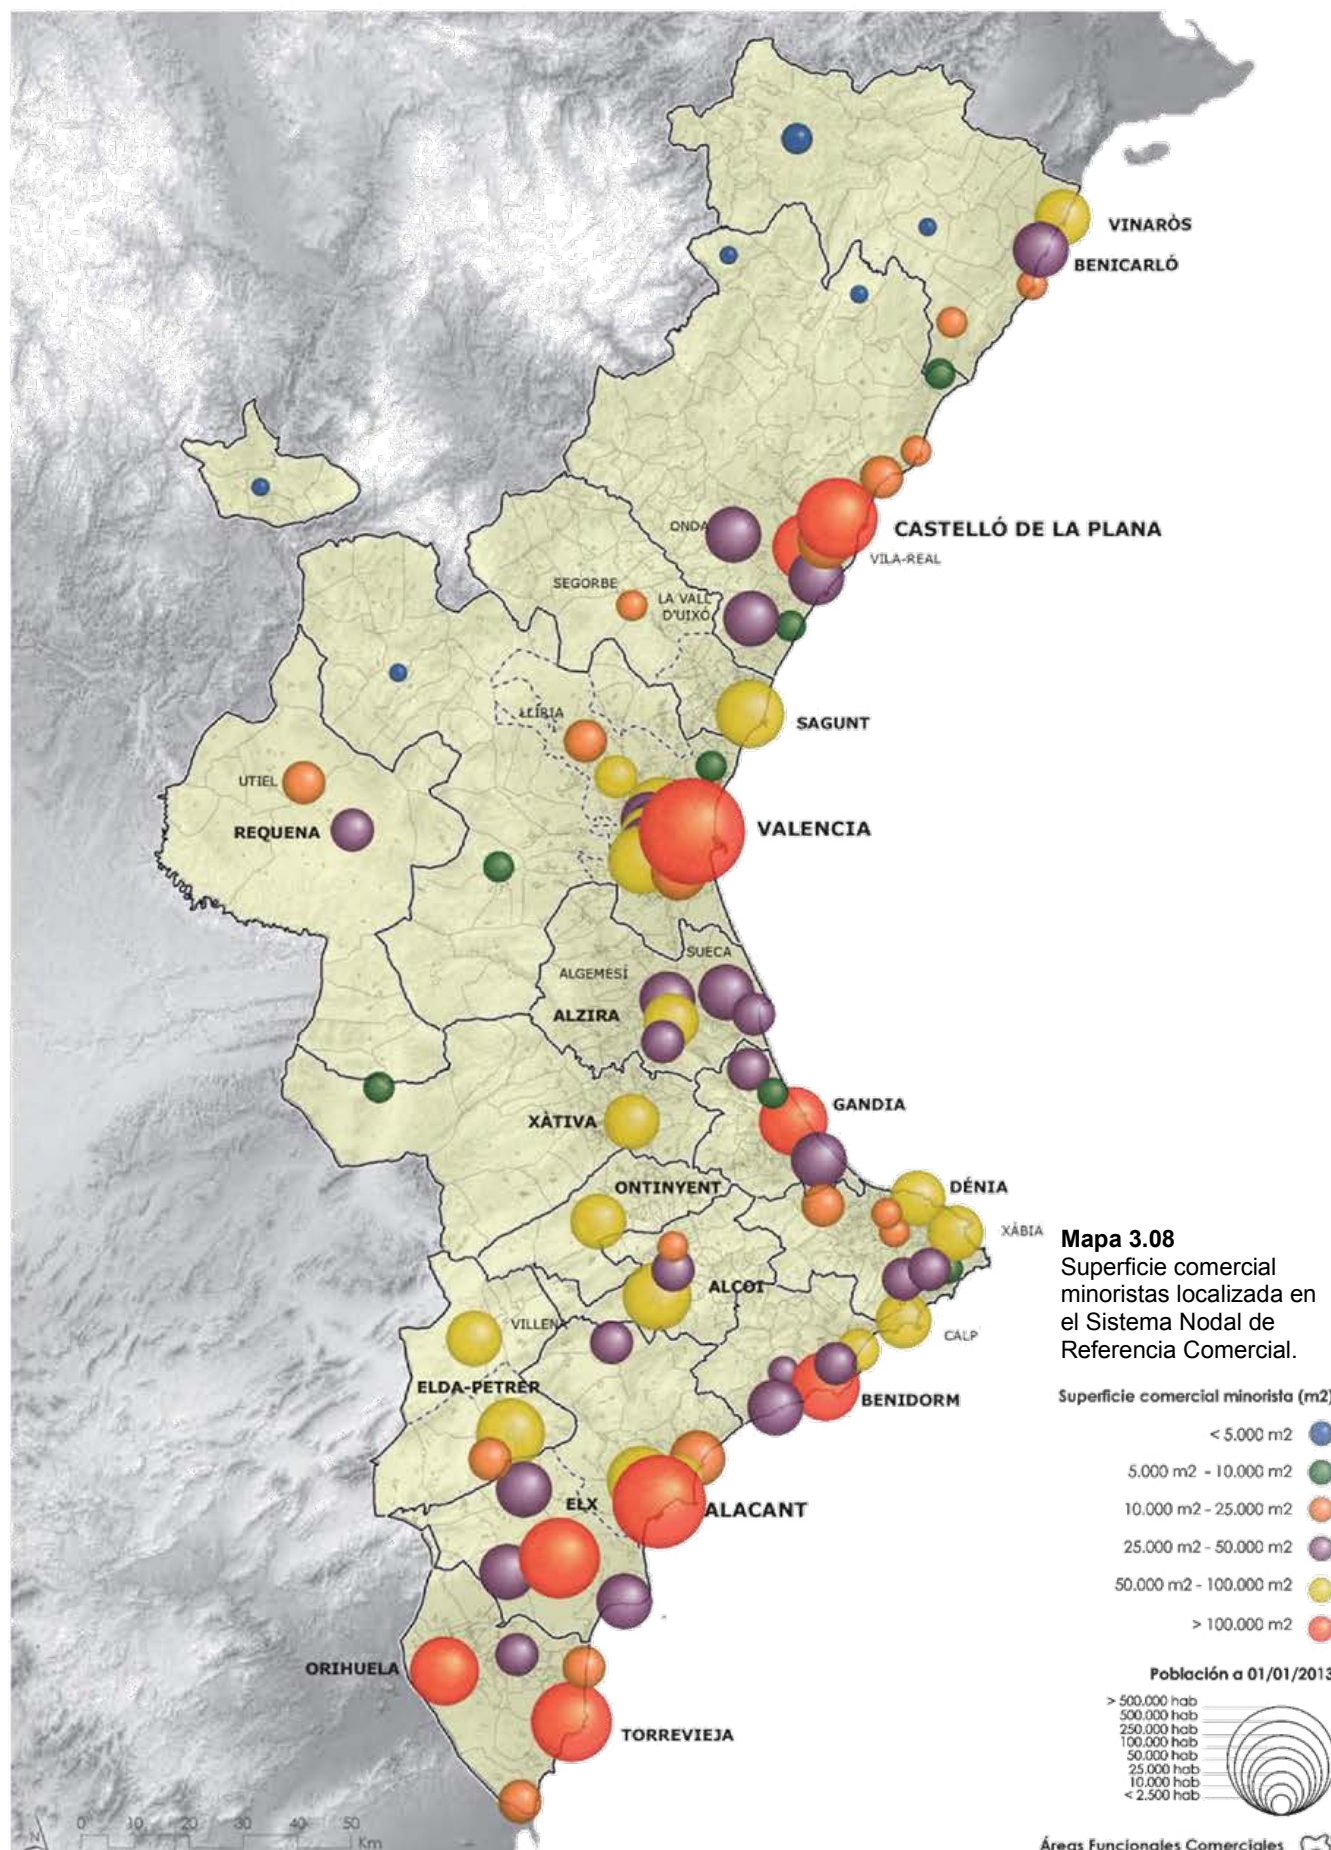 VINARÒS
BENICARLÓ
ONDA
CASTELLÓ DE LA PLANA
VILA-REAL
SEGORBE
LA VALL
D'UIXÓ
LLÍRIA
SAGUNT
UTIEL
REQUENA
VALENCIA
SUECA
ALGEMESÍ
ALZIRA
GANDIA
XÀTIVA
ONTINYENT
DÉNIA
XÀBIA
Mapa 3.08
Superficie comercial
minoristas localizada en
el Sistema Nodal de
Referencia Comercial.
ALCOI
VILLENA
CALP
ELDA-PETRER
BENIDORM
ELX
ALACANT
ORIHUELA
TORREVIEJA
Superficie comercial minorista (m2)
< 5.000 m2
5.000 m2 - 10.000 m2
10.000 m2 - 25.000 m2
25.000 m2 - 50.000 m2
50.000 m2 - 100.000 m2
> 100.000 m2
Población a 01/01/2013
> 500.000 hab
500.000 hab
250.000 hab
100.000 hab
50.000 hab
25.000 hab
10.000 hab
< 2.500 hab
Áreas Funcionales Comerciales
N
0 10 20 30 40 50
Km